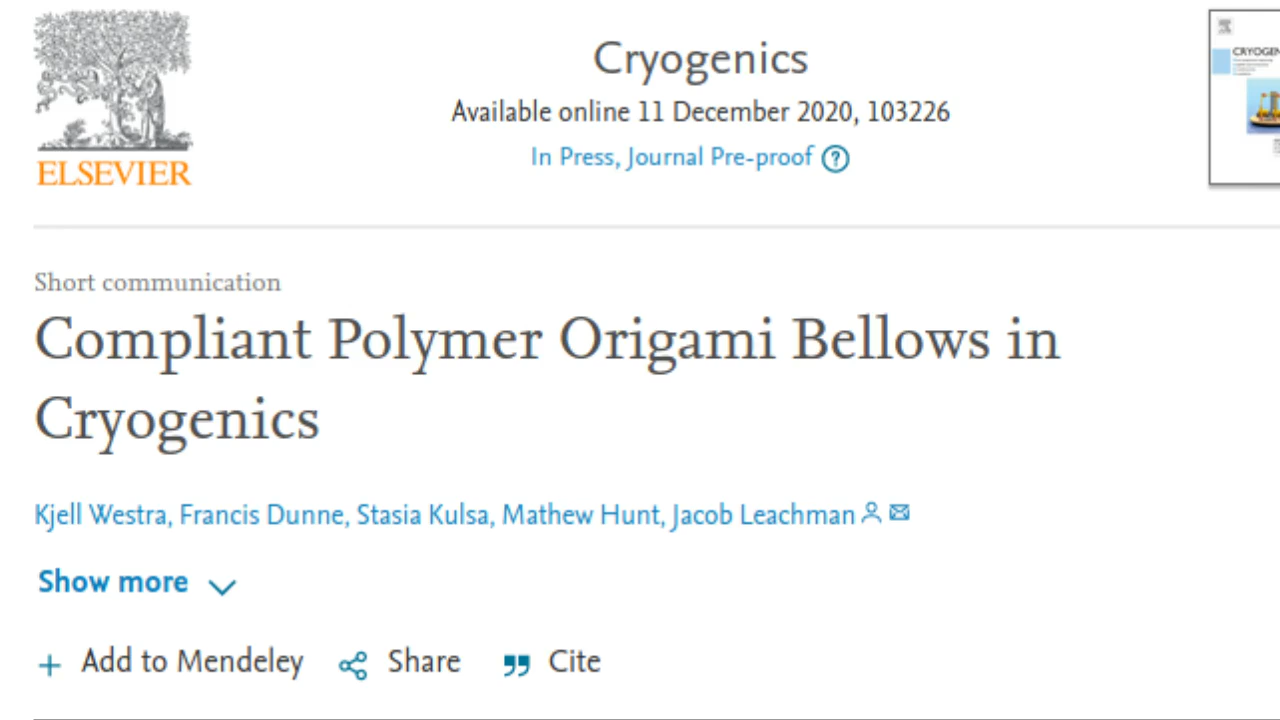 ELSEVIER
Cryogenics
Available online 11 December 2020, 103226
In Press, Journal Pre-proof ?
Short communication
Compliant Polymer Origami Bellows in
Cryogenics
Kjell Westra, Francis Dunne, Stasia Kulsa, Mathew Hunt, Jacob Leachman
Show more
Add to Mendeley
Share
Cite